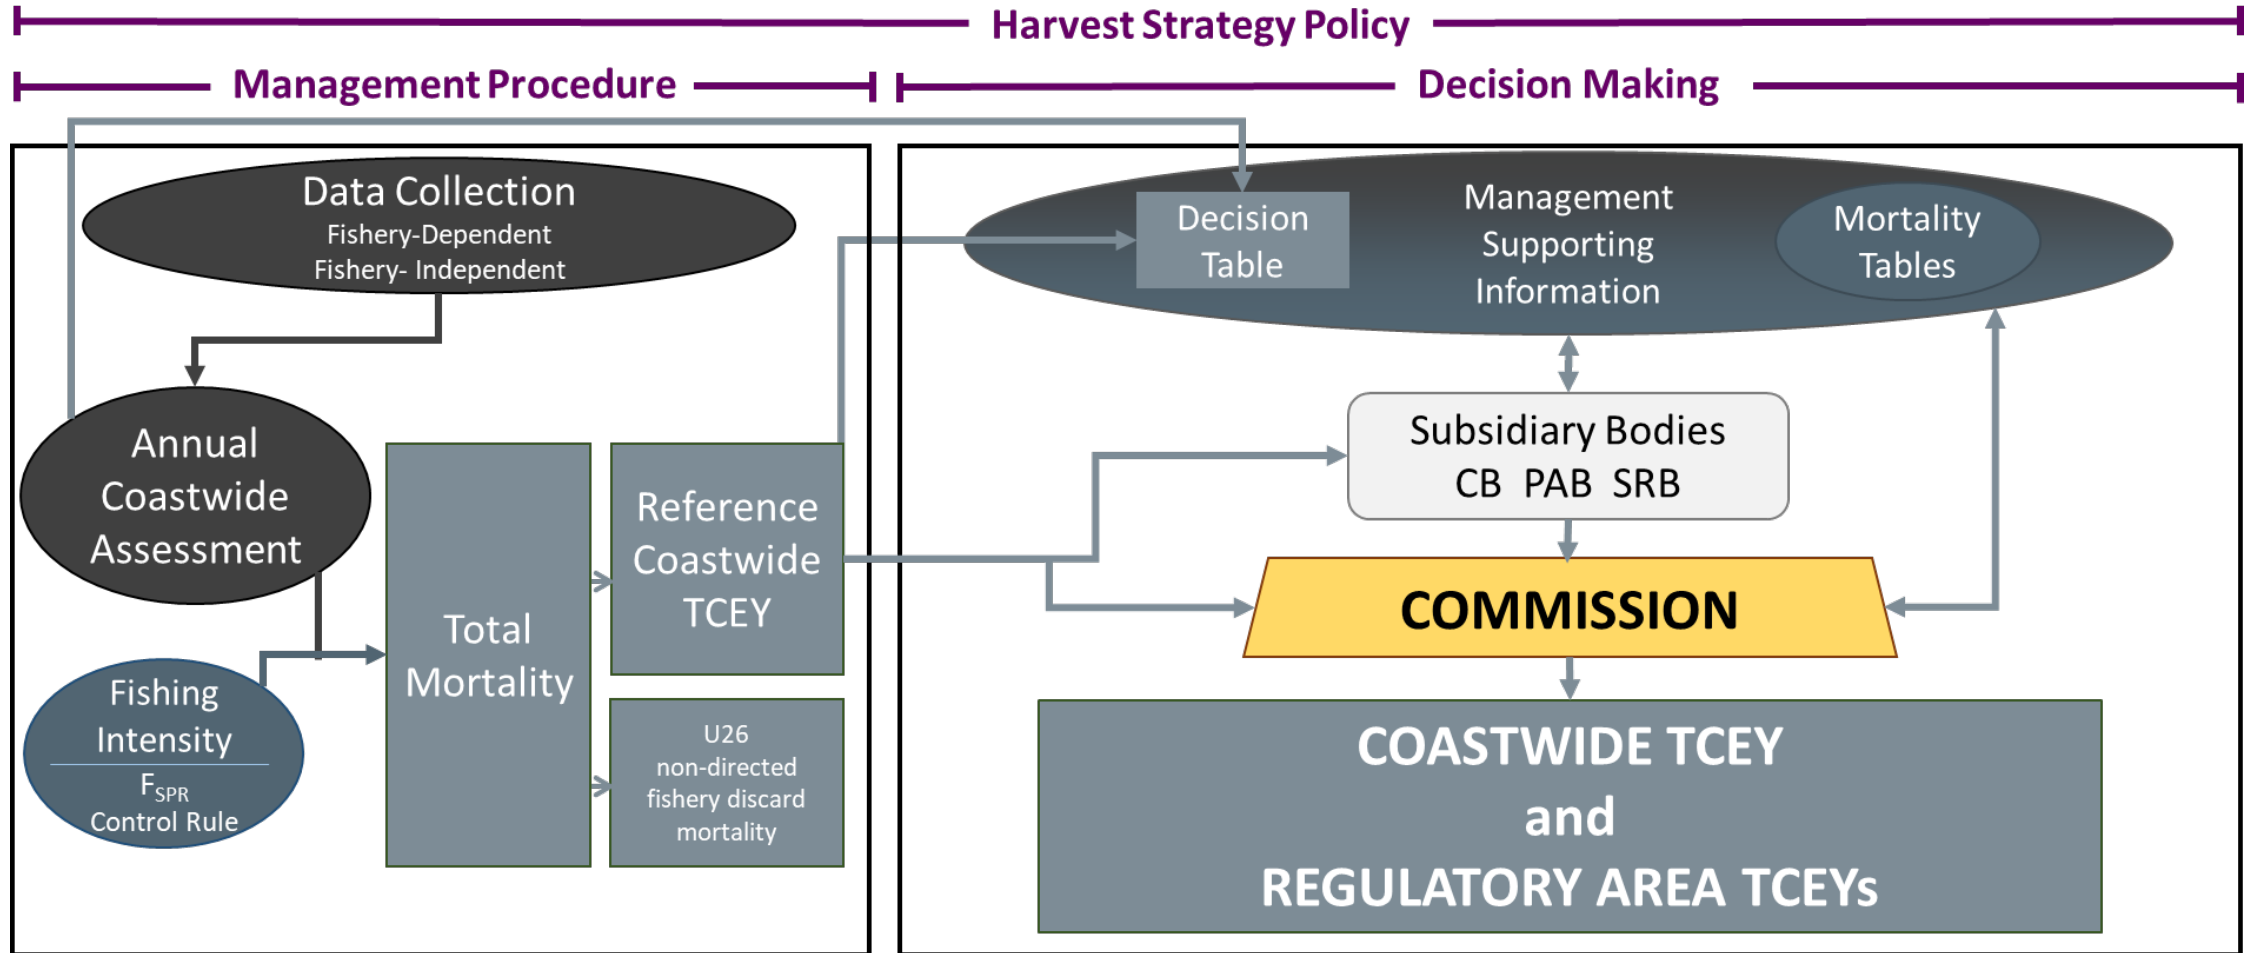 Harvest Strategy Policy
Management Procedure
Decision Making
Data Collection
Fishery-Dependent
Fishery- Independent
Annual
Coastwide
Assessment
Fishing
Intensity
FSPR
Control Rule
Total
Mortality
Reference
Coastwide
TCEY
U26
non-directed
fishery discard
mortality
Decision
Table
Management
Supporting
Information
Mortality
Tables
Subsidiary Bodies
CB PAB SRB
COMMISSION
COASTWIDE TCEY
and
REGULATORY AREA TCEYs